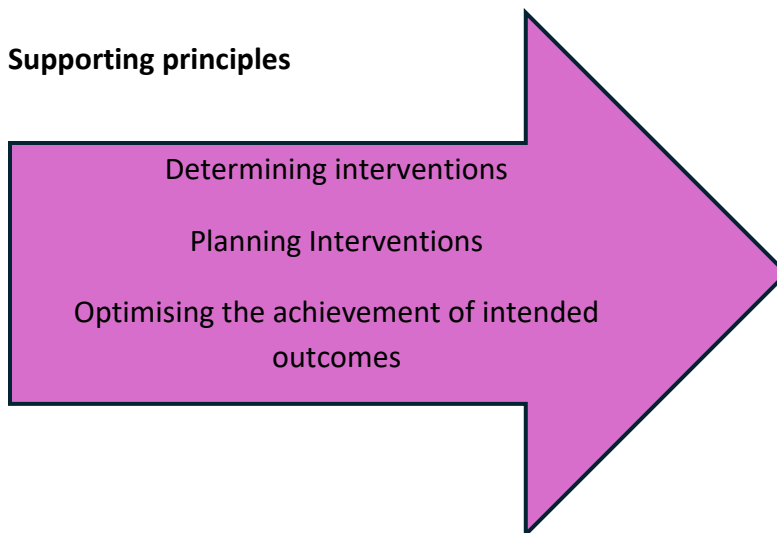 Supporting principles
Determining interventions
Planning Interventions
Optimising the achievement of intended
outcomes